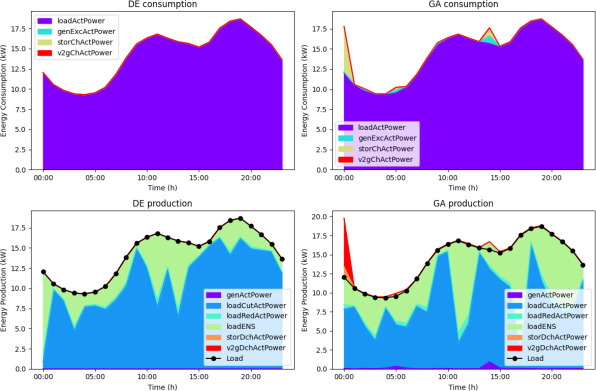 DE consumption
Energy Consumption (kW)
17.5
15.0
12.5
10.0
7.5
5.0
2.5
0.0
loadActPower
genExcActPower
storChActPower
v2gChActPower
00:00 05:00 10:00 15:00 20:00
Time (h)
GA consumption
Energy Consumption (kW)
17.5
15.0
12.5
10.0
7.5
5.0
2.5
0.0
loadActPower
genExcActPower
storChActPower
v2gChActPower
00:00 05:00 10:00 15:00 20:00
Time (h)
DE production
Energy Production (kW)
17.5
15.0
12.5
10.0
7.5
5.0
2.5
0.0
genActPower
loadCutActPower
loadRedActPower
loadENS
storDchActPower
v2gDchActPower
Load
00:00 05:00 10:00 15:00 20:00
Time (h)
GA production
Energy Production (kW)
20.0
17.5
15.0
12.5
10.0
7.5
5.0
2.5
0.0
genActPower
loadCutActPower
loadRedActPower
loadENS
storDchActPower
v2gDchActPower
Load
00:00 05:00 10:00 15:00 20:00
Time (h)